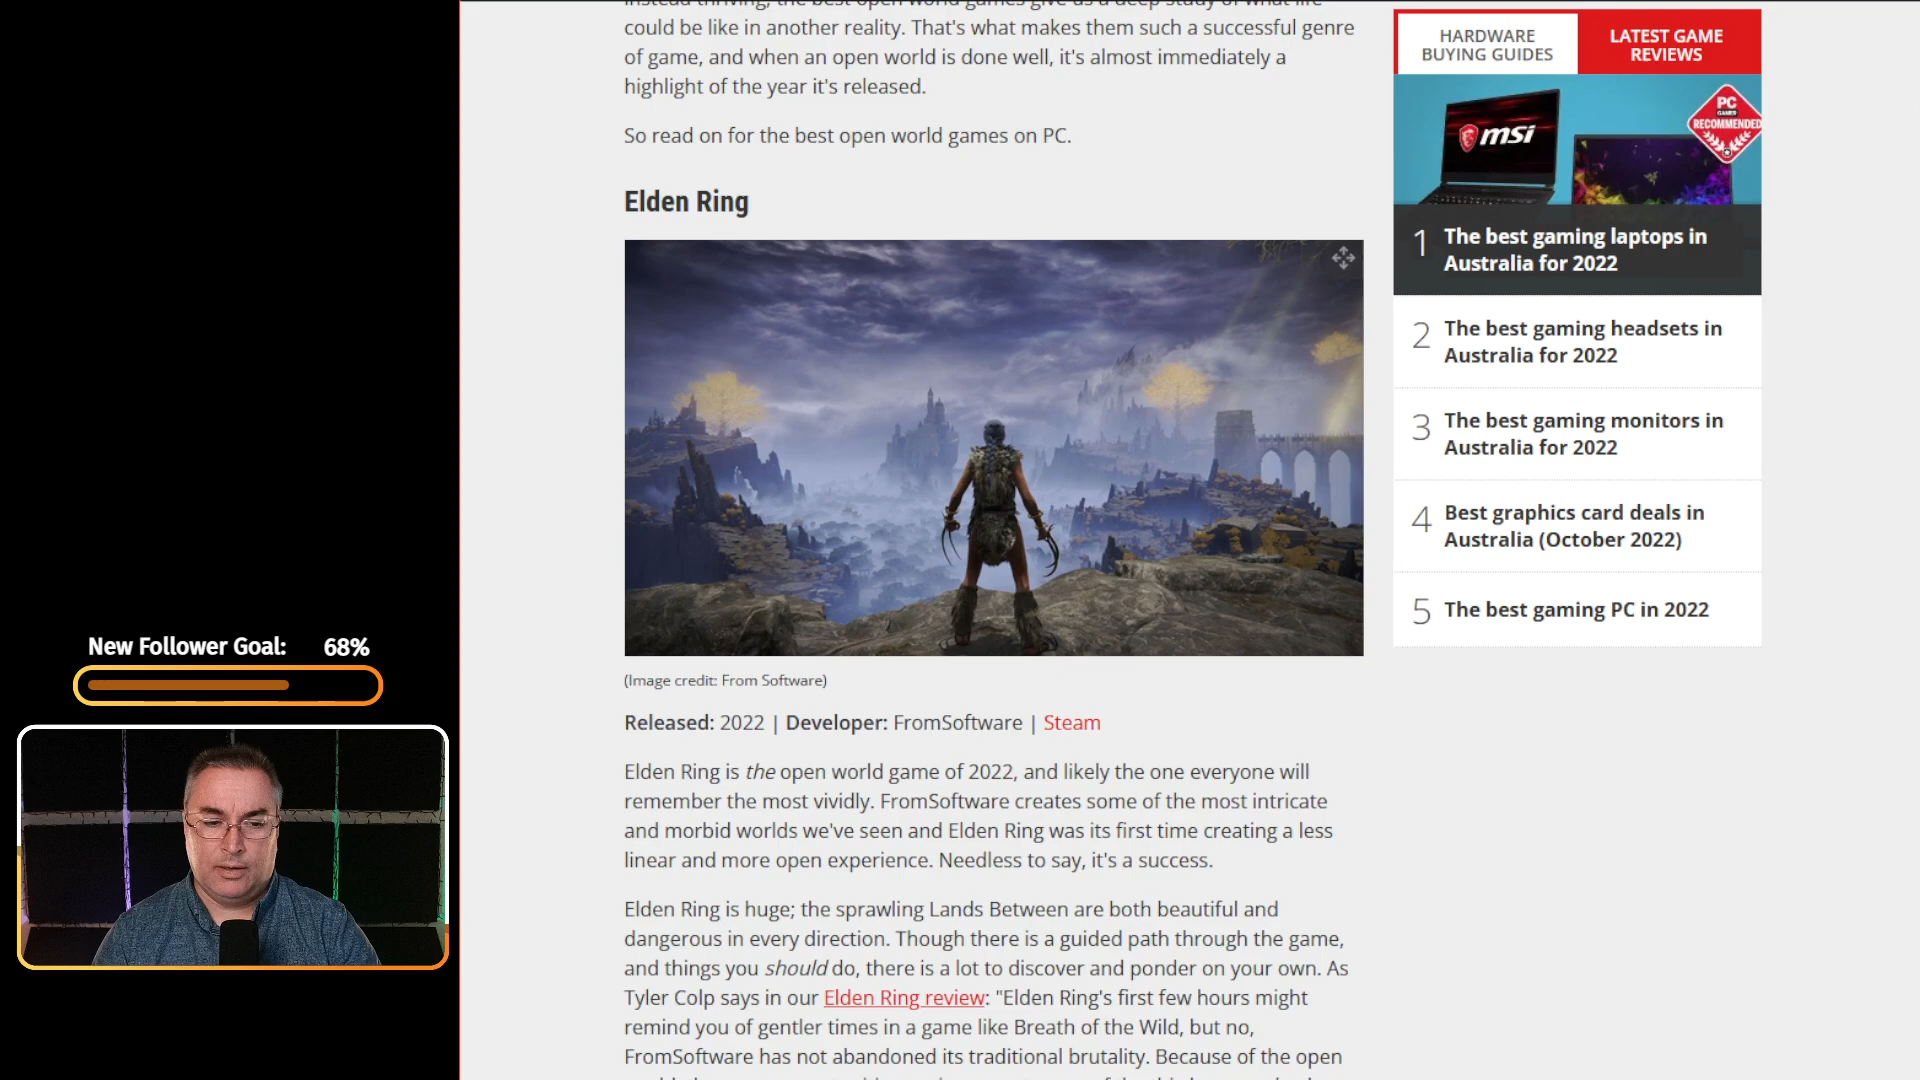 could be like in another reality. That's what makes them such a successful genre
of game, and when an open world is done well, it's almost immediately a
highlight of the year it's released.
So read on for the best open world games on PC.
Elden Ring
(Image credit: From Software)
Released: 2022 | Developer: FromSoftware | Steam
Elden Ring is the open world game of 2022, and likely the one everyone will
remember the most vividly. FromSoftware creates some of the most intricate
and morbid worlds we've seen and Elden Ring was its first time creating a less
linear and more open experience. Needless to say, it's a success.
Elden Ring is huge; the sprawling Lands Between are both beautiful and
dangerous in every direction. Though there is a guided path through the game,
and things you should do, there is a lot to discover and ponder on your own. As
Tyler Colp says in our Elden Ring review: "Elden Ring's first few hours might
remind you of gentler times in a game like Breath of the Wild, but no,
FromSoftware has not abandoned its traditional brutality. Because of the open
HARDWARE
BUYING GUIDES
LATEST GAME
REVIEWS
msi
PC
GAMER
RECOMMENDED
1 The best gaming laptops in
Australia for 2022
2 The best gaming headsets in
Australia for 2022
3 The best gaming monitors in
Australia for 2022
4 Best graphics card deals in
Australia (October 2022)
5 The best gaming PC in 2022
New Follower Goal: 68%